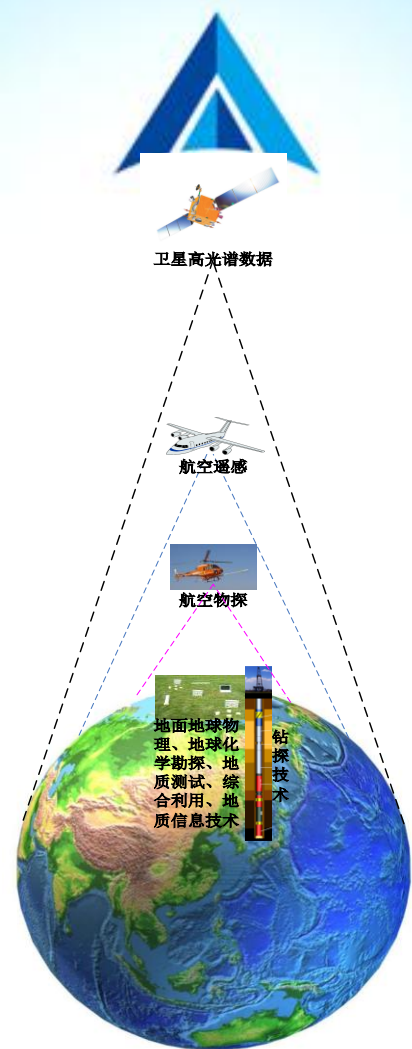 卫星高光谱数据
航空遥感
航空物探
地面地球物
理、地球化
学勘探、地
质测试、综
合利用、地
质信息技术
钻
探
技
术